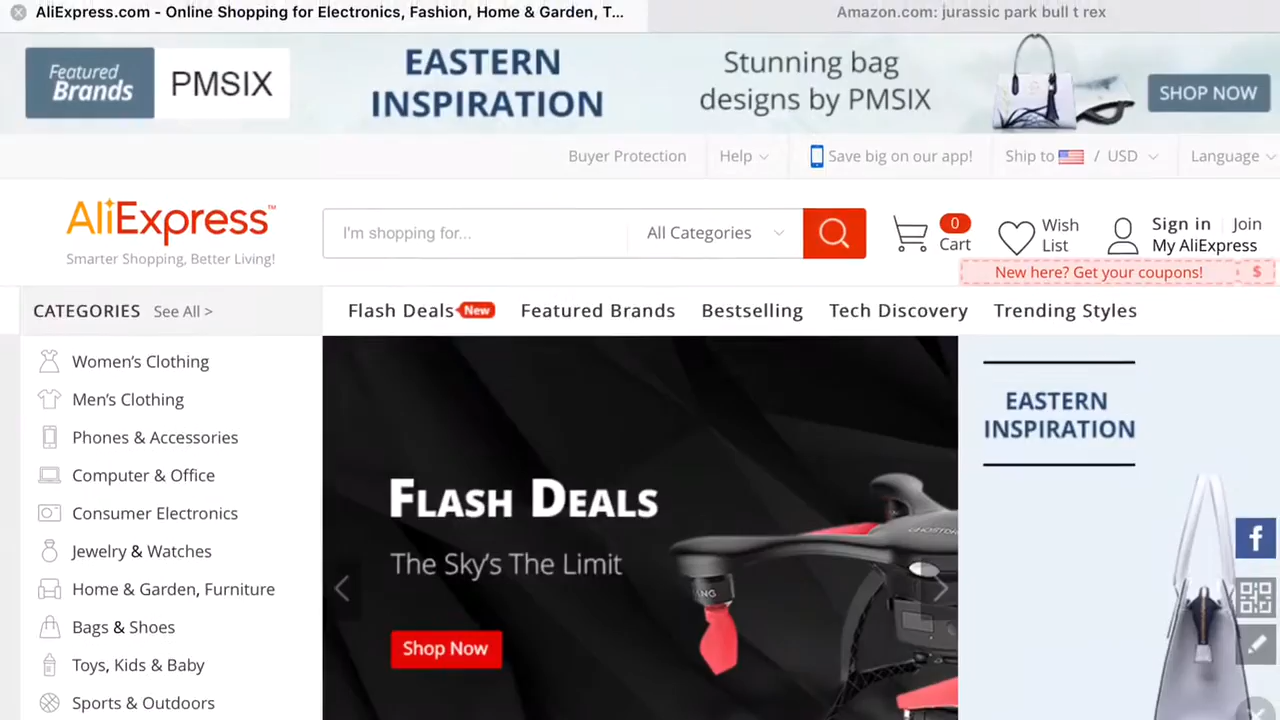 AliExpress.com - Online Shopping for Electronics, Fashion, Home & Garden, T...
Amazon.com: jurassic park bull t rex
Featured
Brands
PMSIX
EASTERN
INSPIRATION
Stunning bag
designs by PMSIX
SHOP NOW
Buyer Protection
Help
Save big on our app!
Ship to / USD
Language
AliExpress™
Smarter Shopping, Better Living!
I'm shopping for...
All Categories
0
Cart
Wish
List
Sign in
Join
My AliExpress
New here? Get your coupons!
$
CATEGORIES See All >
Flash Deals New
Featured Brands
Bestselling
Tech Discovery
Trending Styles
Women's Clothing
Men's Clothing
Phones & Accessories
Computer & Office
Consumer Electronics
Jewelry & Watches
Home & Garden, Furniture
Bags & Shoes
Toys, Kids & Baby
Sports & Outdoors
FLASH DEALS
The Sky's The Limit
Shop Now
EASTERN
INSPIRATION
f